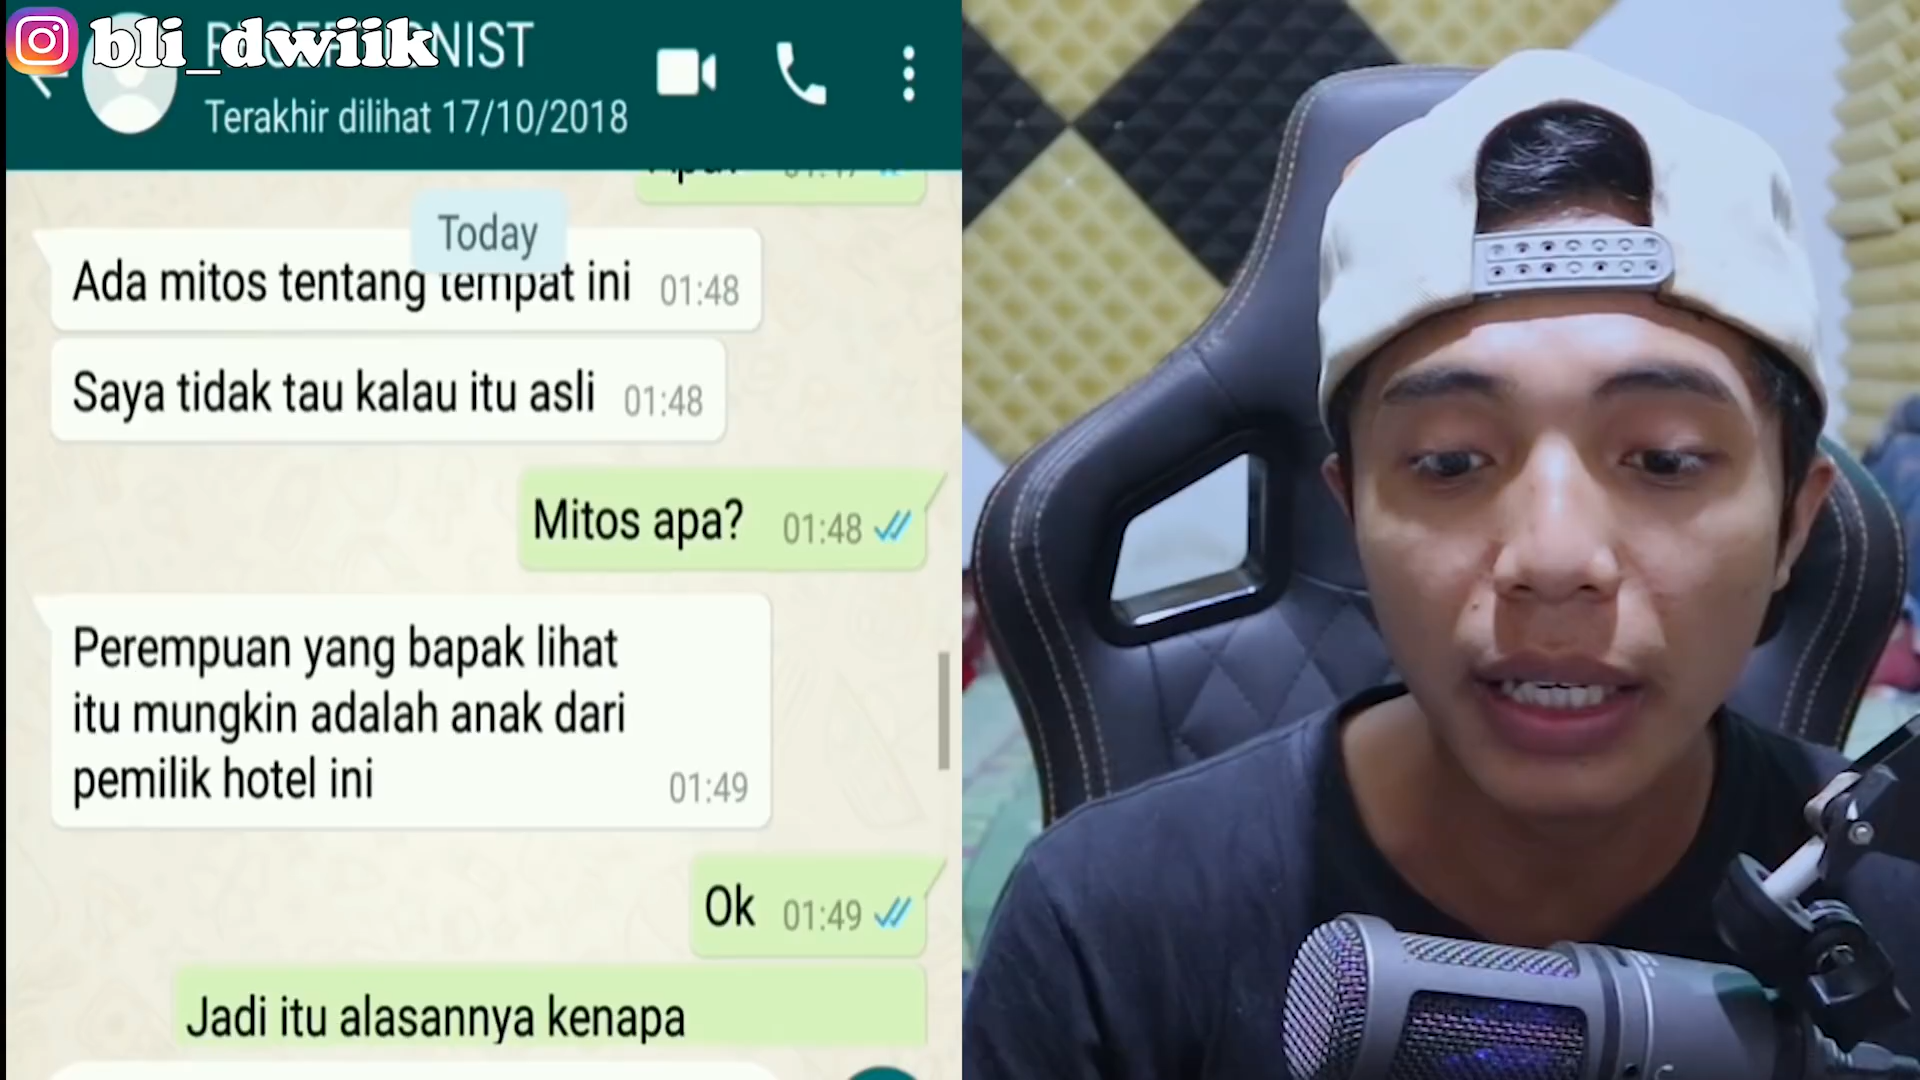 bli_dwiik
Terakhir dilihat 17/10/2018
Today
Ada mitos tentang tempat ini 01:48
Saya tidak tau kalau itu asli 01:48
Mitos apa? 01:48
Perempuan yang bapak lihat
itu mungkin adalah anak dari
pemilik hotel ini 01:49
Ok 01:49
Jadi itu alasannya kenapa